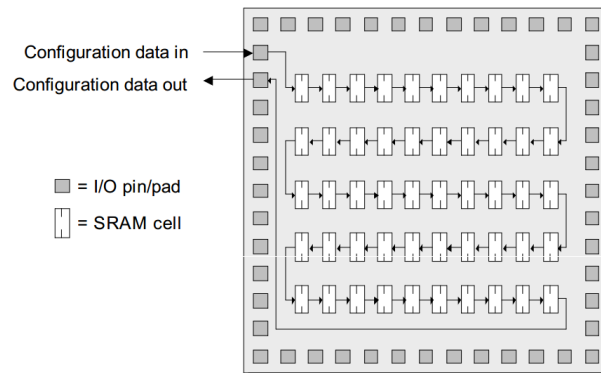 Configuration data in
Configuration data out
= I/O pin/pad
= SRAM cell